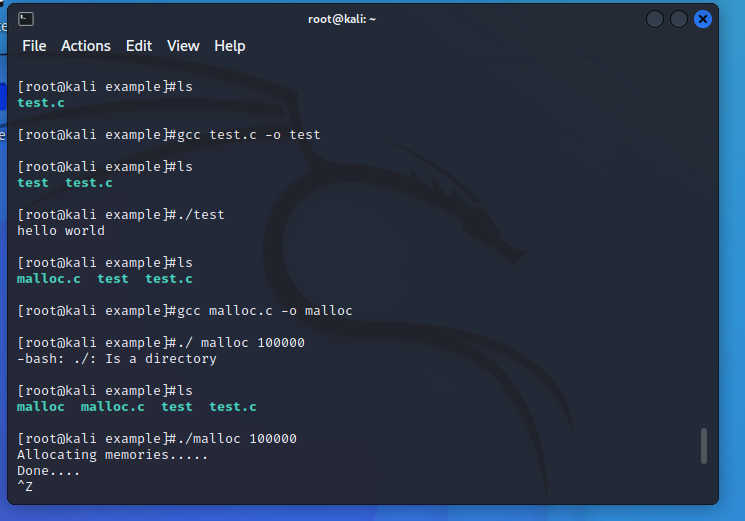 root@kali: ~
File Actions Edit View Help
[root@kali example]#ls
test.c
[root@kali example]#gcc test.c -o test
[root@kali example]#ls
test test.c
[root@kali example]#./test
hello world
[root@kali example]#ls
malloc.c test test.c
[root@kali example]#gcc malloc.c -o malloc
[root@kali example]#./ malloc 100000
-bash: ./: Is a directory
[root@kali example]#ls
malloc malloc.c test test.c
[root@kali example]#./malloc 100000
Allocating memories.....
Done....
^Z